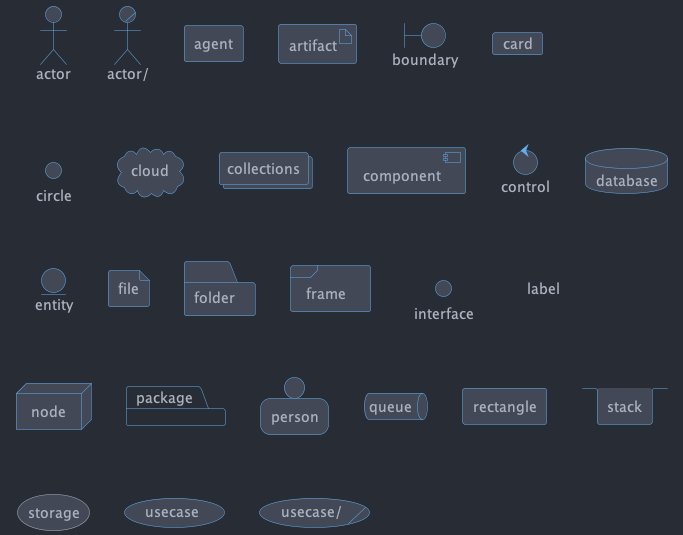 actor
actor/
agent
artifact
boundary
card
circle
cloud
collections
component
control
database
entity
file
folder
frame
interface
label
node
package
person
queue
rectangle
stack
storage
usecase
usecase/